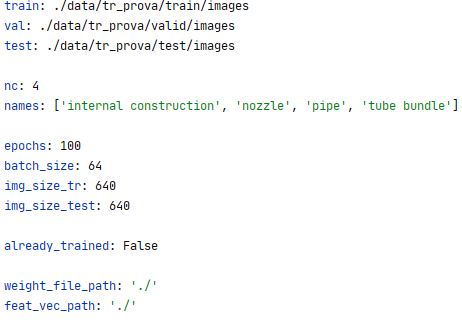 train: ./data/tr_prova/train/images
val: ./data/tr_prova/valid/images
test: ./data/tr_prova/test/images
nc: 4
names: ['internal construction', 'nozzle', 'pipe', 'tube bundle']
epochs: 100
batch_size: 64
img_size_tr: 640
img_size_test: 640
already_trained: False
weight_file_path: './'
feat_vec_path: './'